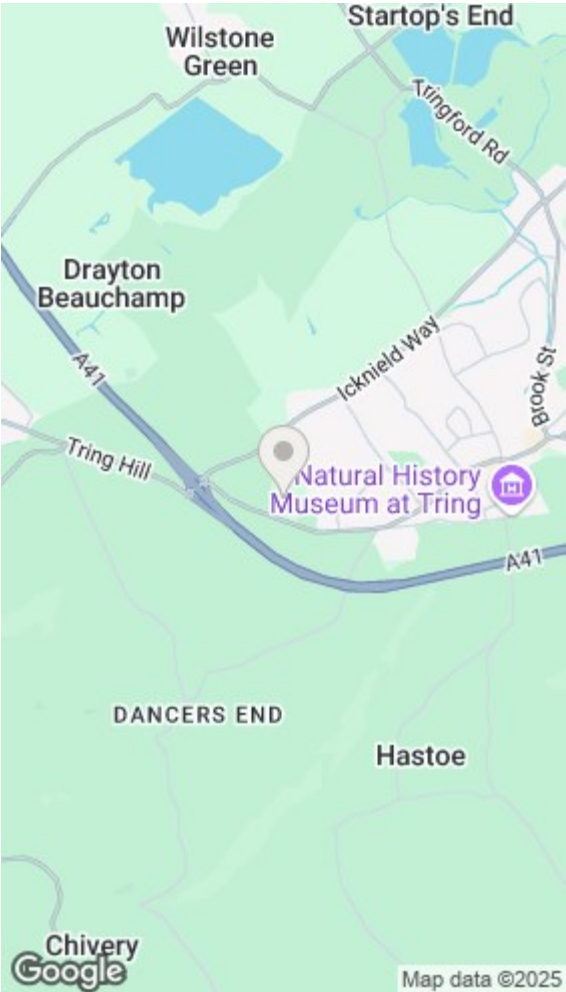 Startop's End
Wilstone
Green
Tringford Rd
Drayton
Beauchamp
A41
Icknield Way
Brook St
Tring Hill
Natural History
Museum at Tring
A41
DANCERS END
Hastoe
Chivery
Google
Map data ©2025